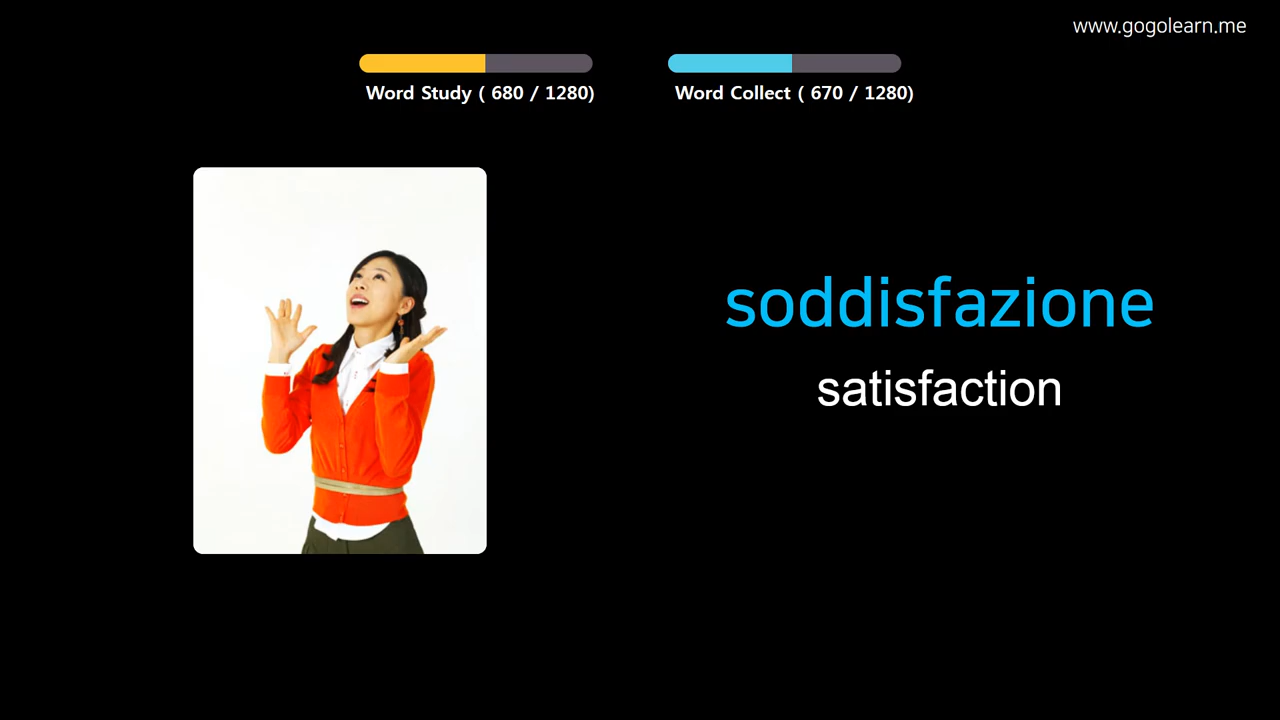 www.gogolearn.me
Word Study ( 680 / 1280)
Word Collect ( 670 / 1280)
soddisfazione
satisfaction